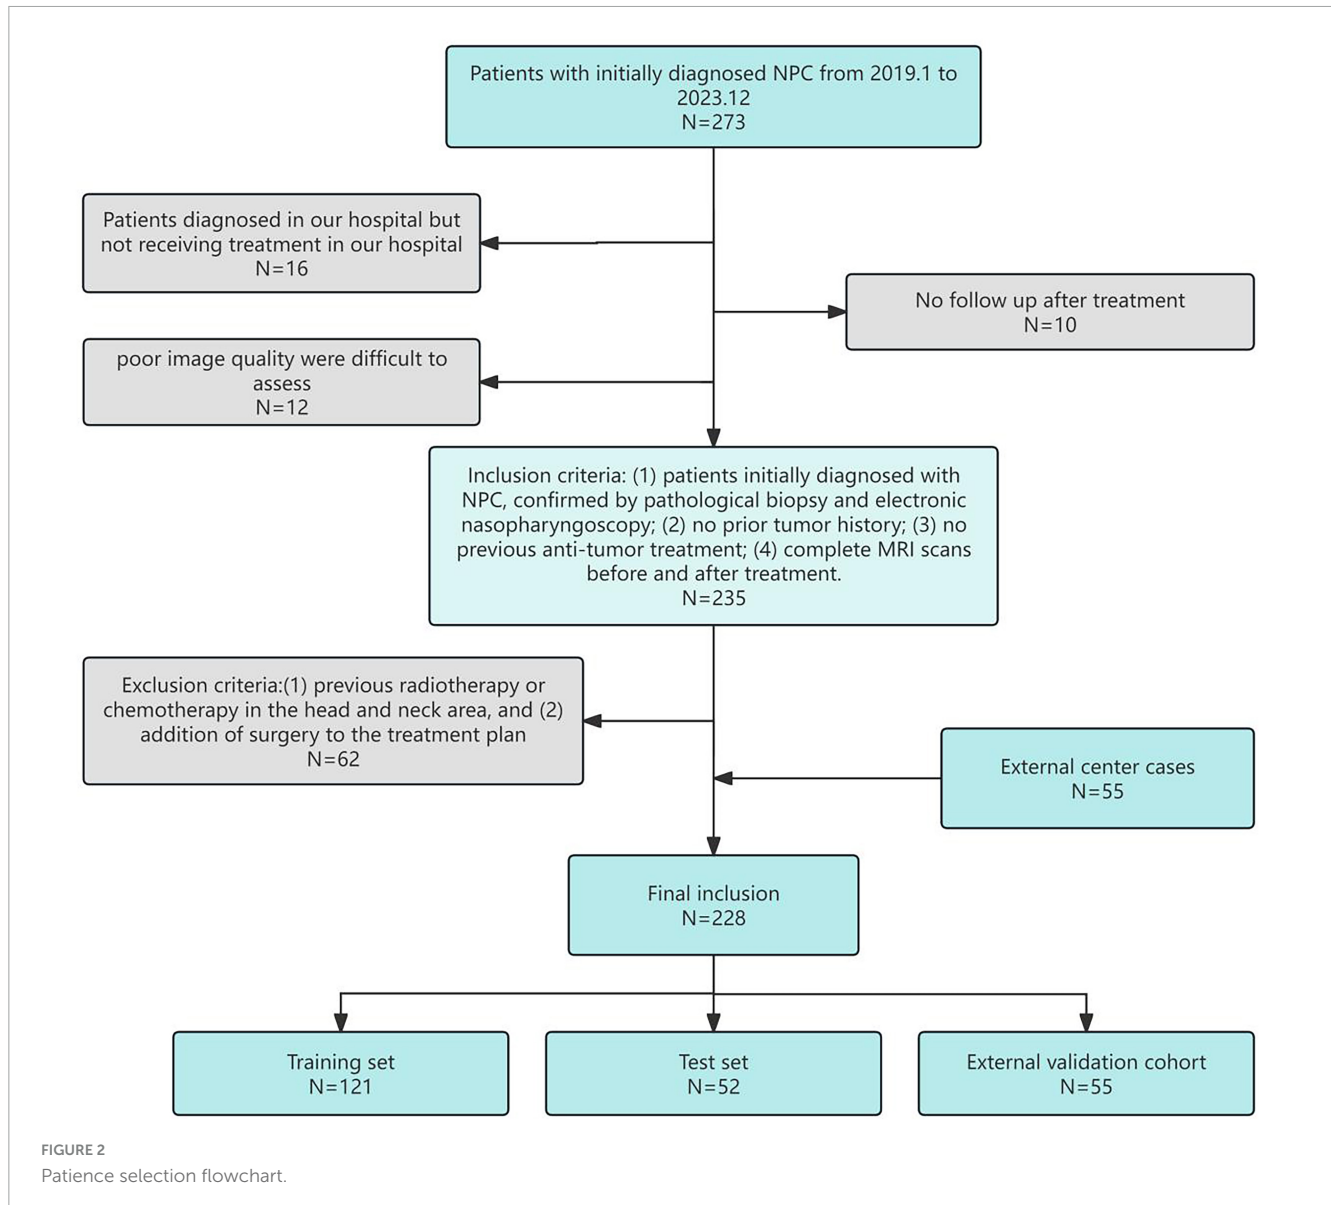 Patients with initially diagnosed NPC from 2019.1 to
2023.12
N=273
Patients diagnosed in our hospital but
not receiving treatment in our hospital
N=16
No follow up after treatment
N=10
poor image quality were difficult to
assess
N=12
Inclusion criteria: (1) patients initially diagnosed with
NPC, confirmed by pathological biopsy and electronic
nasopharyngoscopy; (2) no prior tumor history; (3) no
previous anti-tumor treatment; (4) complete MRI scans
before and after treatment.
N=235
Exclusion criteria:(1) previous radiotherapy or
chemotherapy in the head and neck area, and (2)
addition of surgery to the treatment plan
N=62
External center cases
N=55
Final inclusion
N=228
Training set
N=121
Test set
N=52
External validation cohort
N=55
FIGURE 2
Patience selection flowchart.